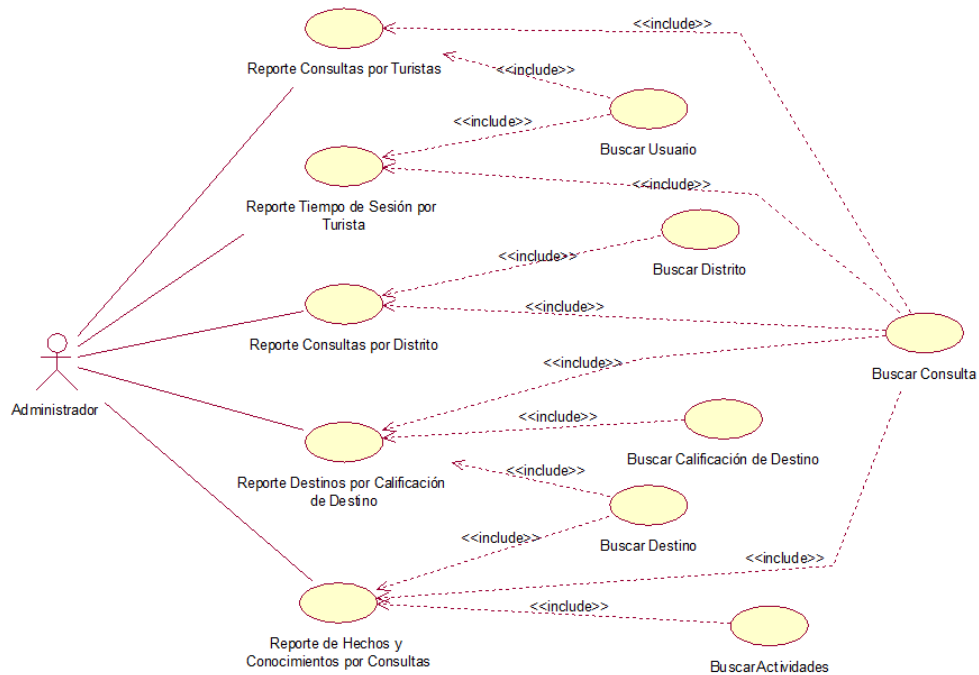 <<include>>
Reporte Consultas por Turistas
<<include>>
<<include>>
Buscar Usuario
<<include>>
Reporte Tiempo de Sesión por
Turista
<<include>>
Buscar Distrito
<<include>>
Reporte Consultas por Distrito
<<include>>
Buscar Consulta
Administrador
<<include>>
Buscar Calificación de Destino
Reporte Destinos por Calificación
de Destino
<<include>>
<<include>>
Buscar Destino
<<include>>
<<include>>
Reporte de Hechos y
Conocimientos por Consultas
BuscarActividades